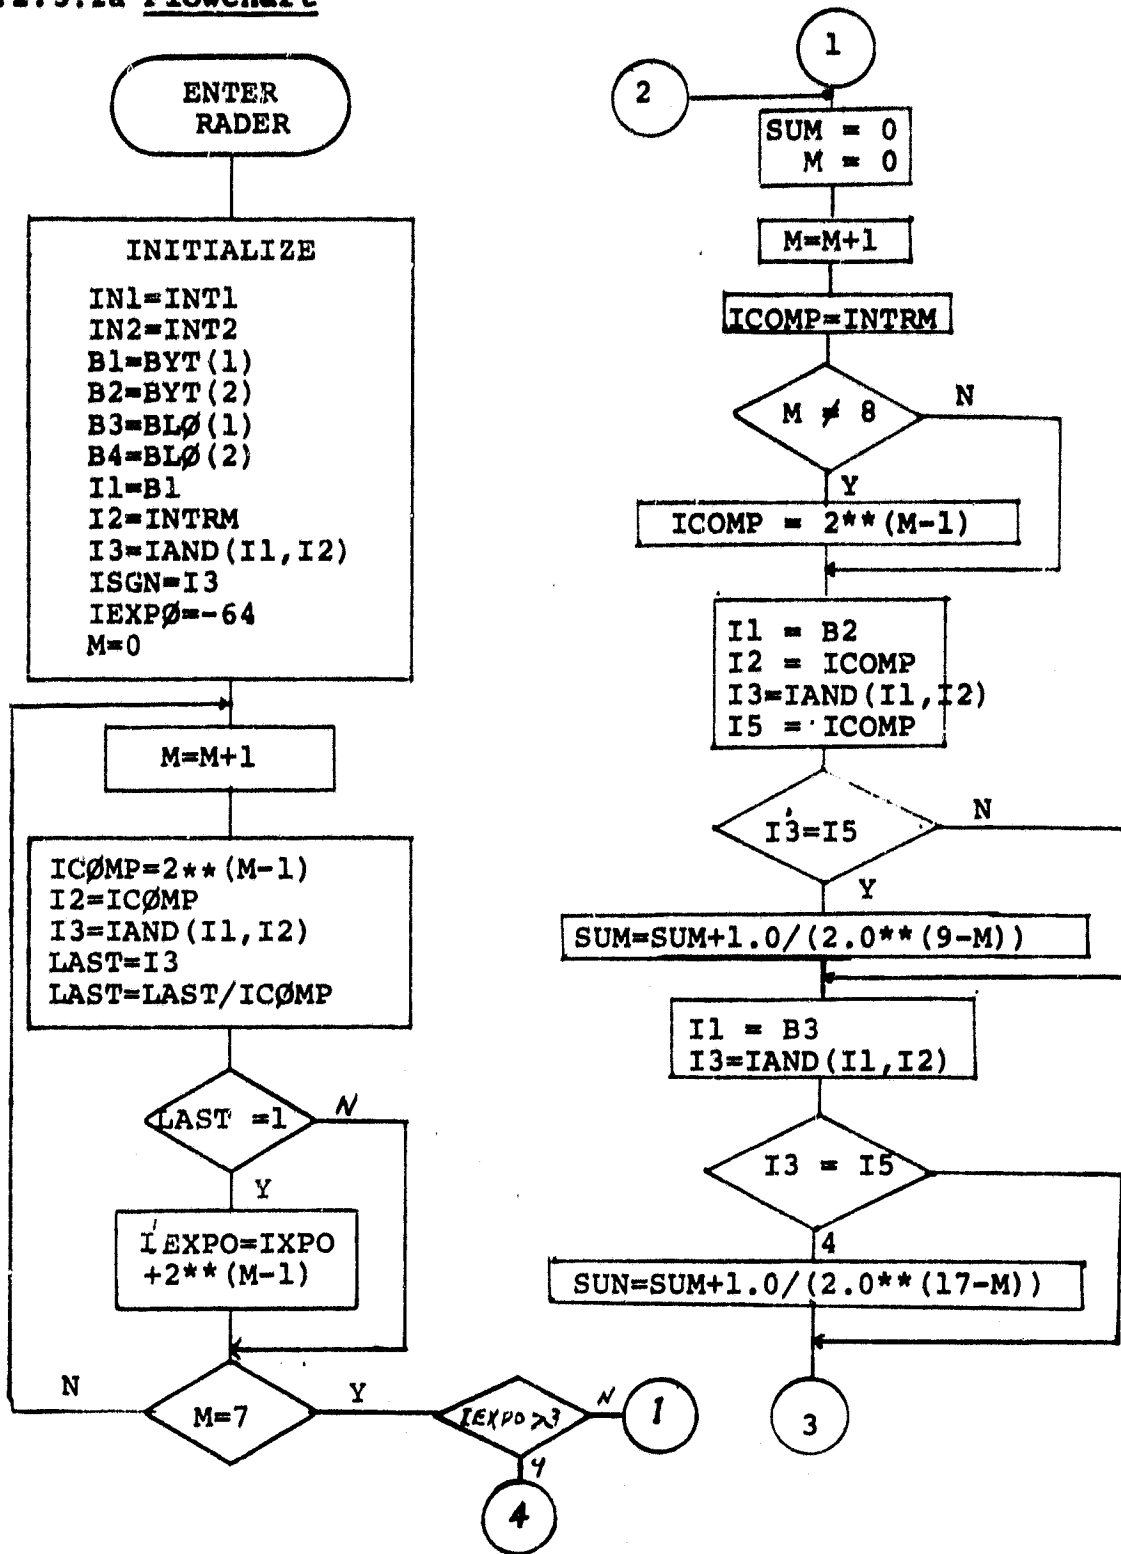 Flowchart
ENTER
RADER
INITIALIZE
IN1=INT1
IN2=INT2
B1=BYT(1)
B2=BYT(2)
B3=BLØ(1)
B4=BLØ(2)
I1=B1
I2=INTRM
I3=IAND(I1,I2)
ISGN=I3
IEXPØ=-64
M=0
M=M+1
ICØMP=2**(M-1)
I2=ICØMP
I3=IAND(I1,I2)
LAST=I3
LAST=LAST/ICØMP
LAST =1
N
Y
IEXPO=IXPO
+2**(M-1)
N
M=7
Y
IEXPO>3
N
1
Y
4
1
2
SUM = 0
M = 0
M=M+1
ICOMP=INTRM
M ≠ 8
N
Y
ICOMP = 2**(M-1)
I1 = B2
I2 = ICOMP
I3=IAND(I1,I2)
I5 = ICOMP
I3=I5
N
Y
SUM=SUM+1.0/(2.0**(9-M))
I1 = B3
I3=IAND(I1,I2)
I3 = I5
4
SUN=SUM+1.0/(2.0**(17-M))
3